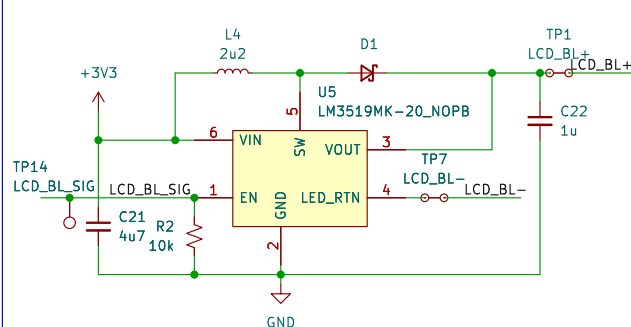 L4
2u2
D1
TP1
LCD_BL+
LCD_BL+
+3V3
U5
LM3519MK-20_NOPB
5
C22
1u
6
VIN
SW
VOUT
3
TP14
LCD_BL_SIG
LCD_BL_SIG
1
EN
GND
LED_RTN
4
TP7
LCD_BL-
LCD_BL-
C21
4u7
R2
10k
2
GND